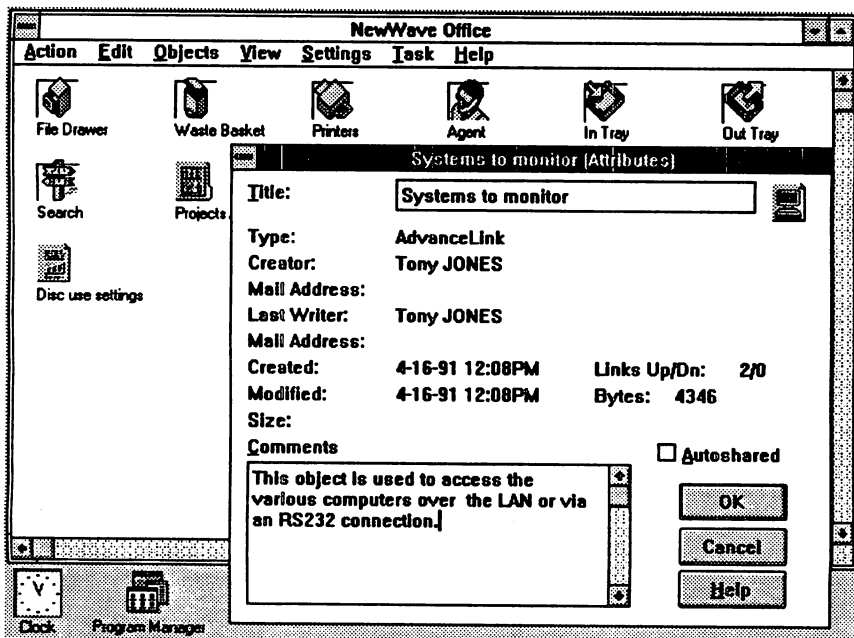 NewWave Office
Action Edit Objects View Settings Task Help
File Drawer Waste Basket Printers Agent In Tray Out Tray
Systems to monitor (Attributes)
Search Projects
Title: Systems to monitor
Type: AdvanceLink
Creator: Tony JONES
Disc use settings
Mail Address:
Last Writer: Tony JONES
Mail Address:
Created: 4-16-91 12:08PM Links Up/Dn: 2/0
Modified: 4-16-91 12:08PM Bytes: 4346
Size:
Comments
Autoshared
This object is used to access the
various computers over the LAN or via
an RS232 connection.
OK
Cancel
Help
Clock Program Manager